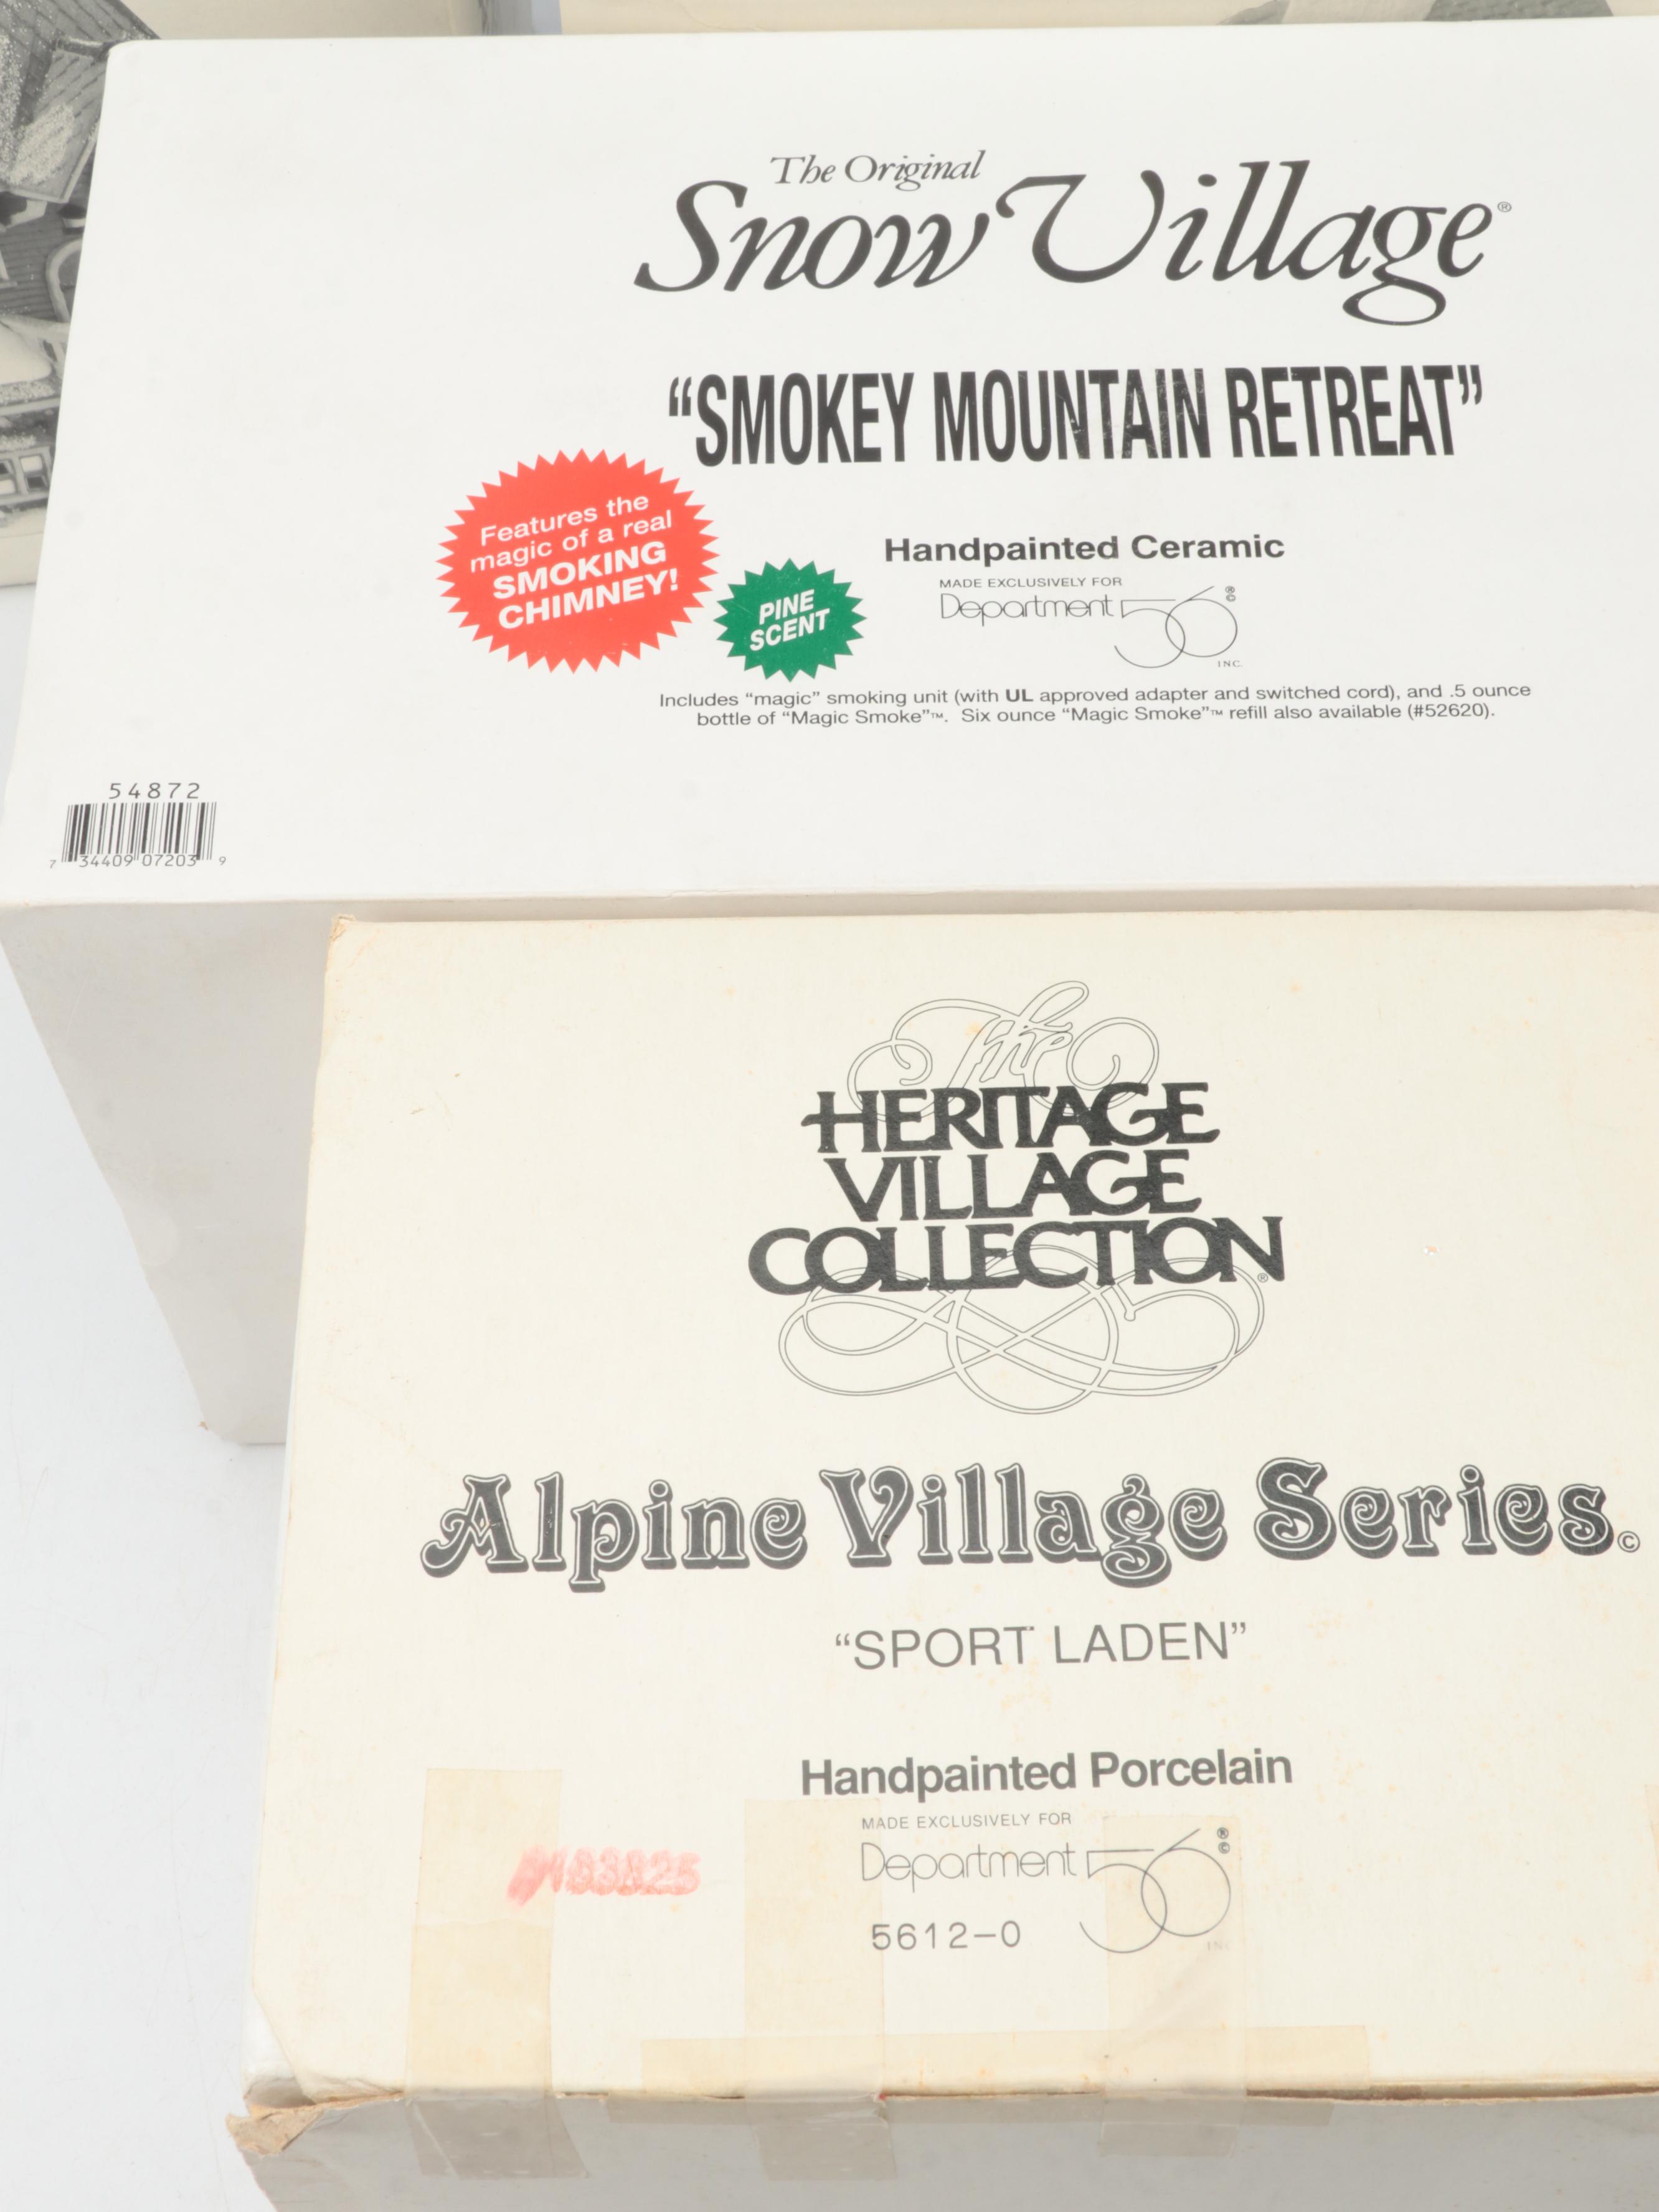 The Original
Snow Village®
“SMOKEY MOUNTAIN RETREAT”
Features the
magic of a real
SMOKING
CHIMNEY!
PINE
SCENT
Handpainted Ceramic
MADE EXCLUSIVELY FOR
Department 56 ®©
INC.
Includes “magic” smoking unit (with UL approved adapter and switched cord), and .5 ounce
bottle of “Magic Smoke”™. Six ounce “Magic Smoke”™ refill also available (#52620).
54872
7 34409 07203 9
The
HERITAGE
VILLAGE
COLLECTION®
Alpine Village Series©
“SPORT LADEN”
Handpainted Porcelain
MADE EXCLUSIVELY FOR
Department 56 ®©
INC
5612-0